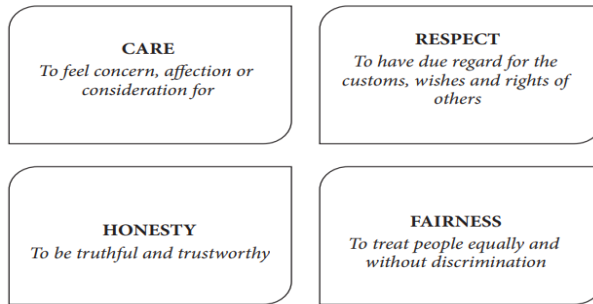 CARE
To feel concern, affection or
consideration for
RESPECT
To have due regard for the
customs, wishes and rights of
others
HONESTY
To be truthful and trustworthy
FAIRNESS
To treat people equally and
without discrimination